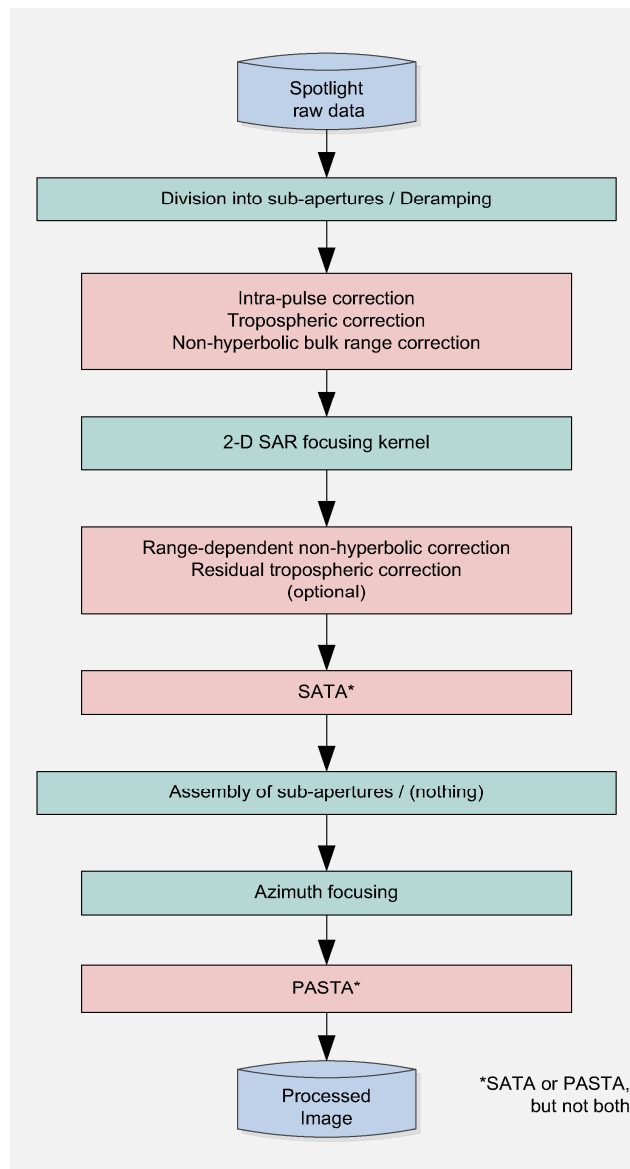 Spotlight
raw data
Division into sub-apertures / Deramping
Intra-pulse correction
Tropospheric correction
Non-hyperbolic bulk range correction
2-D SAR focusing kernel
Range-dependent non-hyperbolic correction
Residual tropospheric correction
(optional)
SATA*
Assembly of sub-apertures / (nothing)
Azimuth focusing
PASTA*
Processed
Image
*SATA or PASTA,
but not both